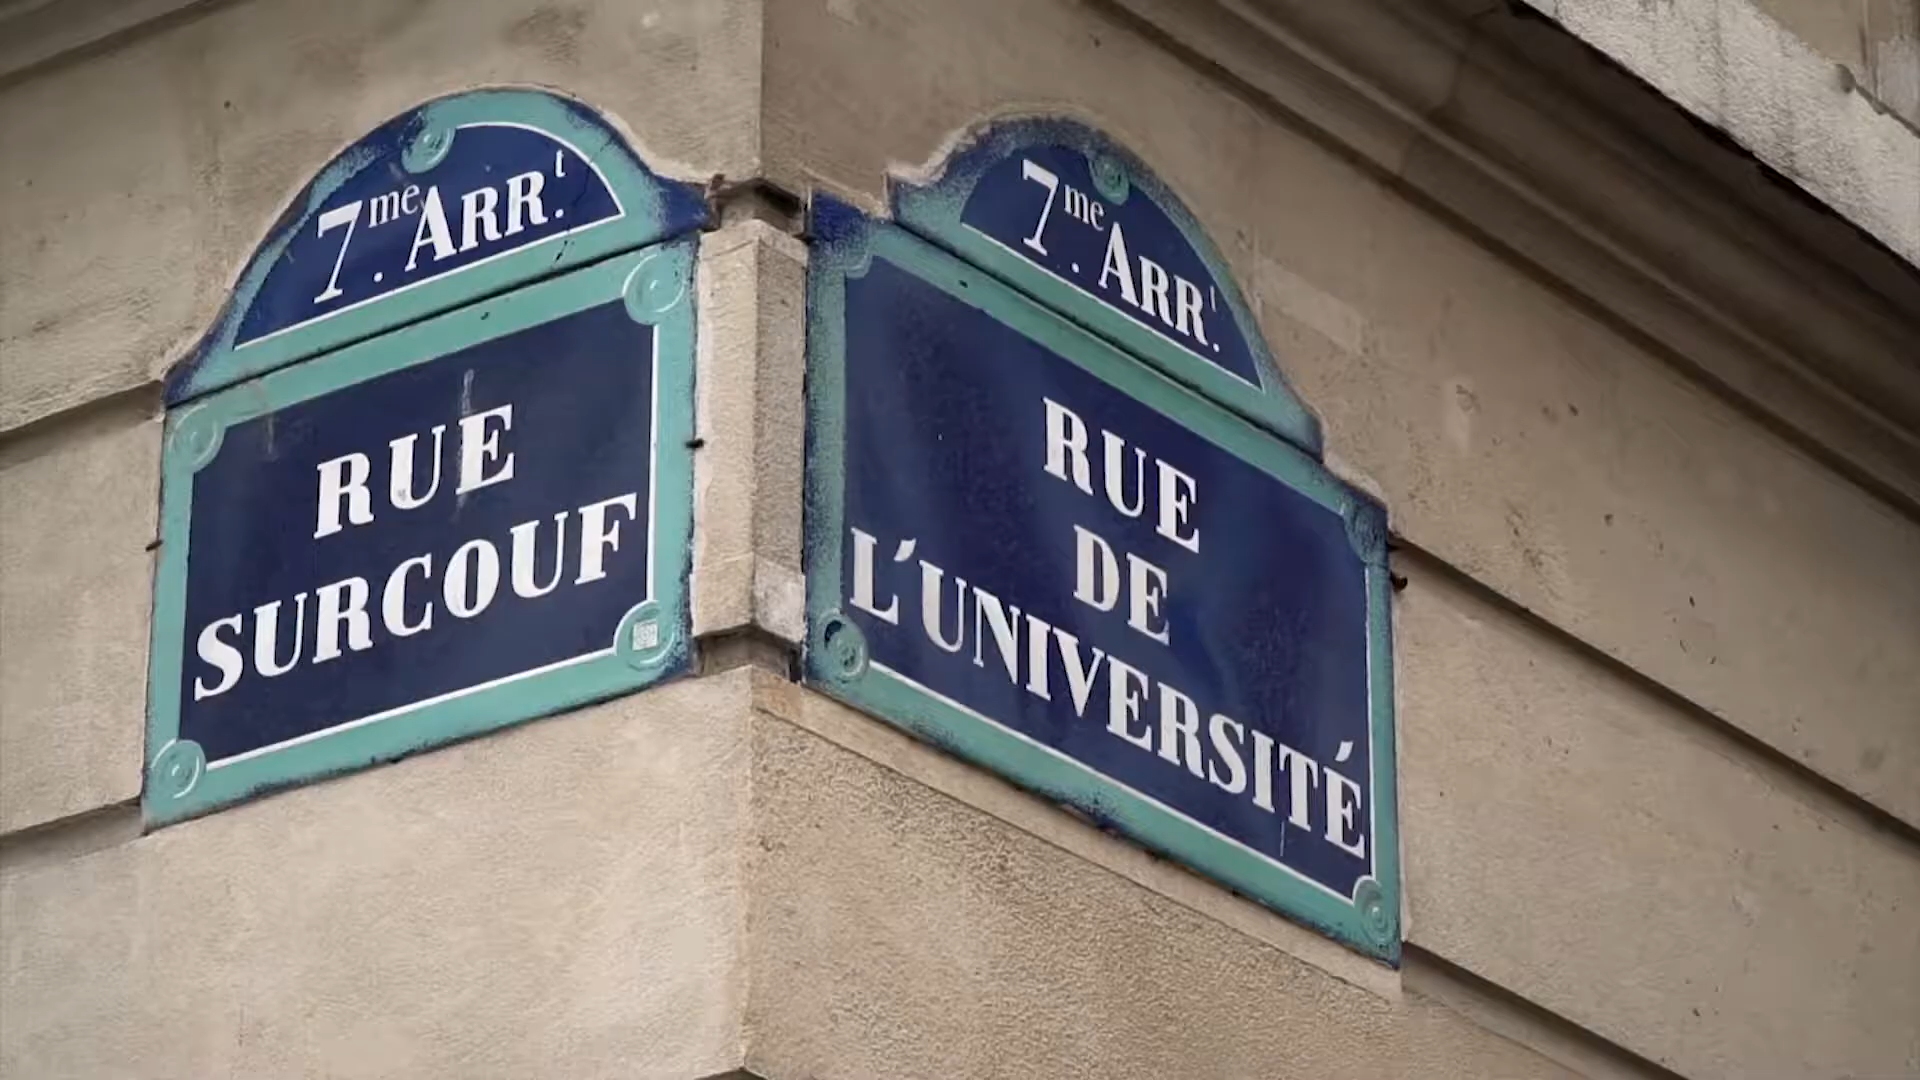 7me. ARRt.
RUE
SURCOUF
7me. ARRt.
RUE
DE
L'UNIVERSITÉ